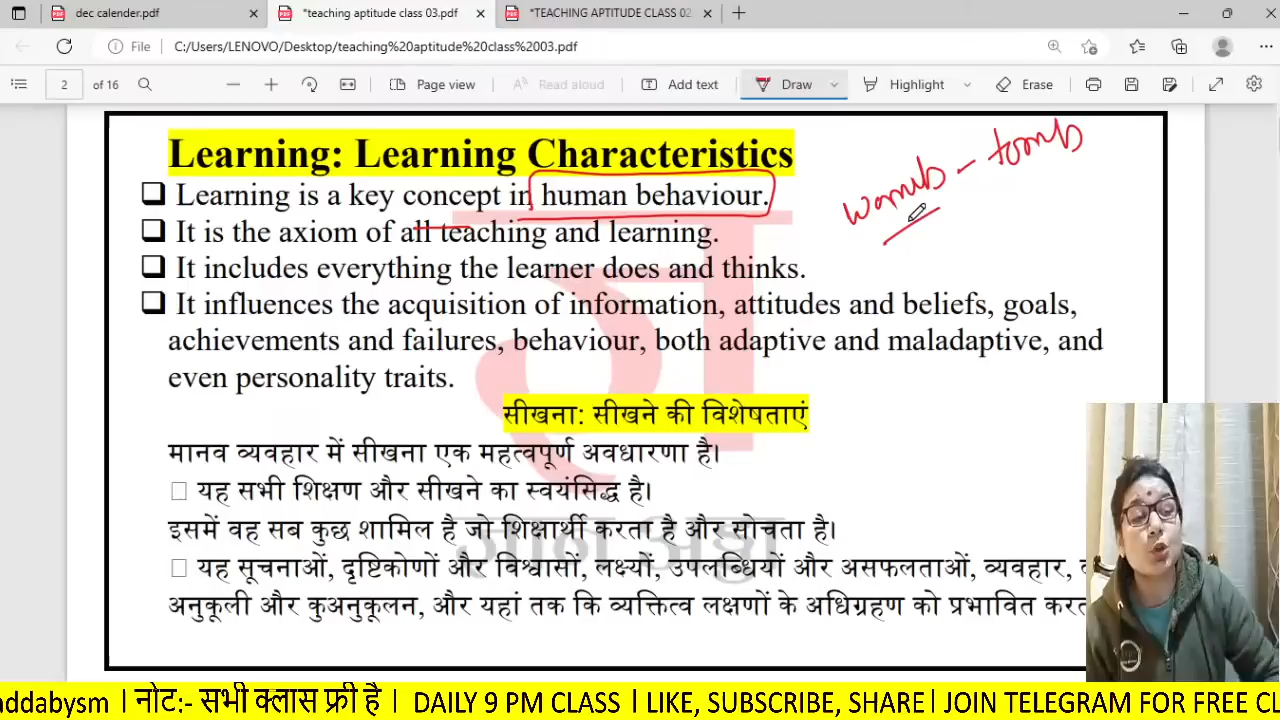 dec calender.pdf
*teaching aptitude class 03.pdf
*TEACHING APTITUDE CLASS 02
File
C:/Users/LENOVO/Desktop/teaching%20aptitude%20class%2003.pdf
2 of 16
Page view
Read aloud
Add text
Draw
Highlight
Erase
Learning: Learning Characteristics
- tomb
❑ Learning is a key concept in human behaviour.
❑ It is the axiom of all teaching and learning.
❑ It includes everything the learner does and thinks.
❑ It influences the acquisition of information, attitudes and beliefs, goals,
achievements and failures, behaviour, both adaptive and maladaptive, and
even personality traits.
सीखना: सीखने की विशेषताएं
मानव व्यवहार में सीखना एक महत्वपूर्ण अवधारणा है।
□ यह सभी शिक्षण और सीखने का स्वयंसिद्ध है।
इसमें वह सब कुछ शामिल है जो शिक्षार्थी करता है और सोचता है।
□ यह सूचनाओं, दृष्टिकोणों और विश्वासों, लक्ष्यों, उपलब्धियों और असफलताओं, व्यवहार,
अनुकूली और कुअनुकूलन, और यहां तक कि व्यक्तित्व लक्षणों के अधिग्रहण को प्रभावित
addabysm । नोट:- सभी क्लास फ्री है । DAILY 9 PM CLASS । LIKE, SUBSCRIBE, SHARE। JOIN TELEGRAM FOR FREE